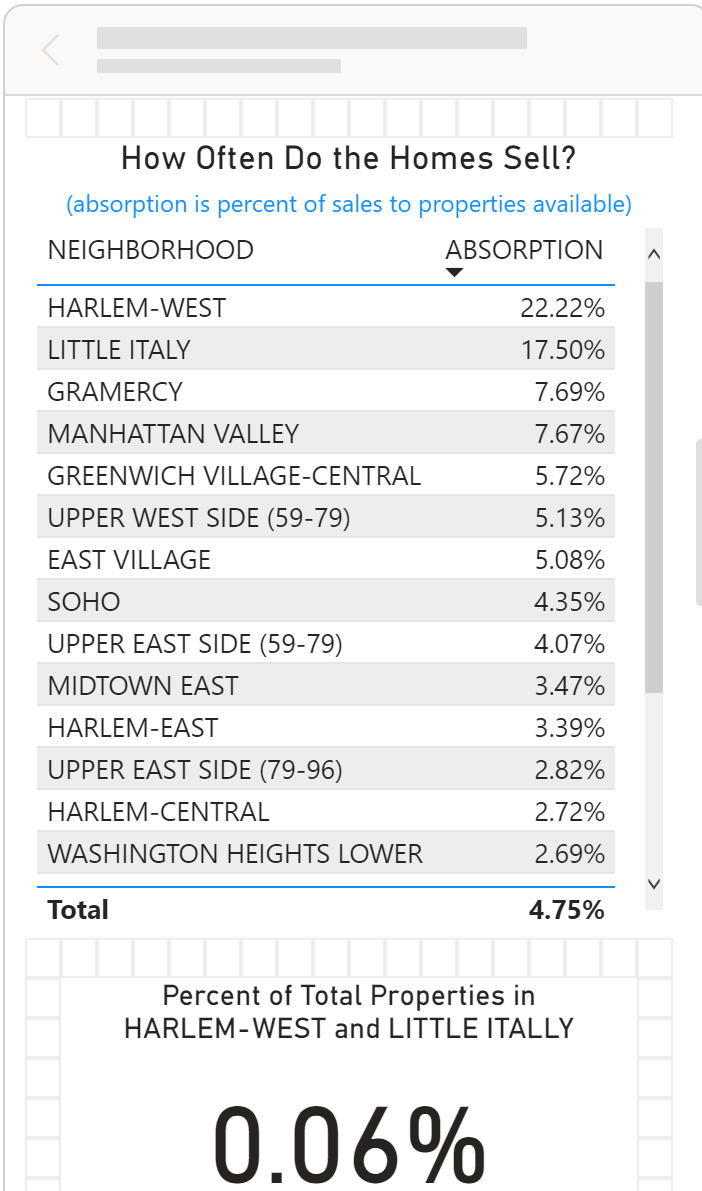 How Often Do the Homes Sell?
(absorption is percent of sales to properties available)
NEIGHBORHOOD ABSORPTION
HARLEM-WEST 22.22%
LITTLE ITALY 17.50%
GRAMERCY 7.69%
MANHATTAN VALLEY 7.67%
GREENWICH VILLAGE-CENTRAL 5.72%
UPPER WEST SIDE (59-79) 5.13%
EAST VILLAGE 5.08%
SOHO 4.35%
UPPER EAST SIDE (59-79) 4.07%
MIDTOWN EAST 3.47%
HARLEM-EAST 3.39%
UPPER EAST SIDE (79-96) 2.82%
HARLEM-CENTRAL 2.72%
WASHINGTON HEIGHTS LOWER 2.69%
Total 4.75%
Percent of Total Properties in
HARLEM-WEST and LITTLE ITALLY
0.06%